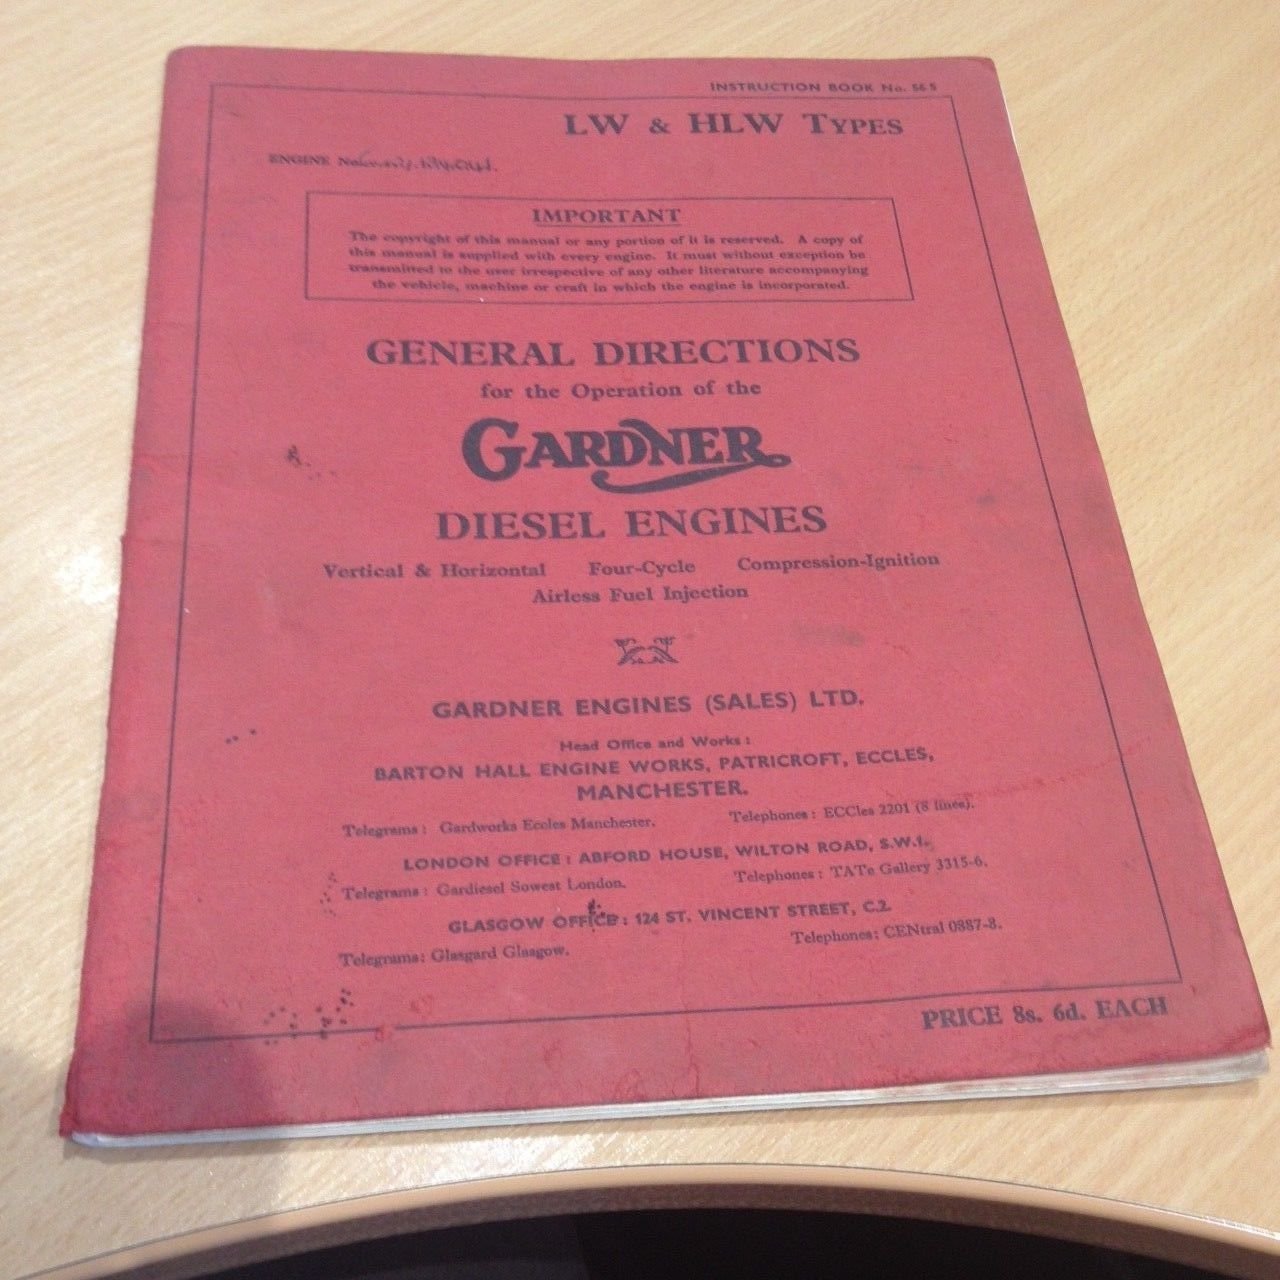 INSTRUCTION BOOK No. 56·5
LW & HLW TYPES
ENGINE No.
IMPORTANT
The copyright of this manual or any portion of it is reserved. A copy of
this manual is supplied with every engine. It must without exception be
transmitted to the user irrespective of any other literature accompanying
the vehicle, machine or craft in which the engine is incorporated.
GENERAL DIRECTIONS
for the Operation of the
GARDNER
DIESEL ENGINES
Vertical & Horizontal Four-Cycle Compression-Ignition
Airless Fuel Injection
GARDNER ENGINES (SALES) LTD.
Head Office and Works:
BARTON HALL ENGINE WORKS, PATRICROFT, ECCLES,
MANCHESTER.
Telegrams: Gardworks Eccles Manchester. Telephones: ECCles 2201 (8 lines).
LONDON OFFICE: ABFORD HOUSE, WILTON ROAD, S.W.1.
Telegrams: Gardiesel Sowest London. Telephones: TATe Gallery 3315-6.
GLASGOW OFFICE: 124 ST. VINCENT STREET, C.2.
Telegrams: Glasgard Glasgow. Telephones: CENtral 0887-8.
PRICE 8s. 6d. EACH